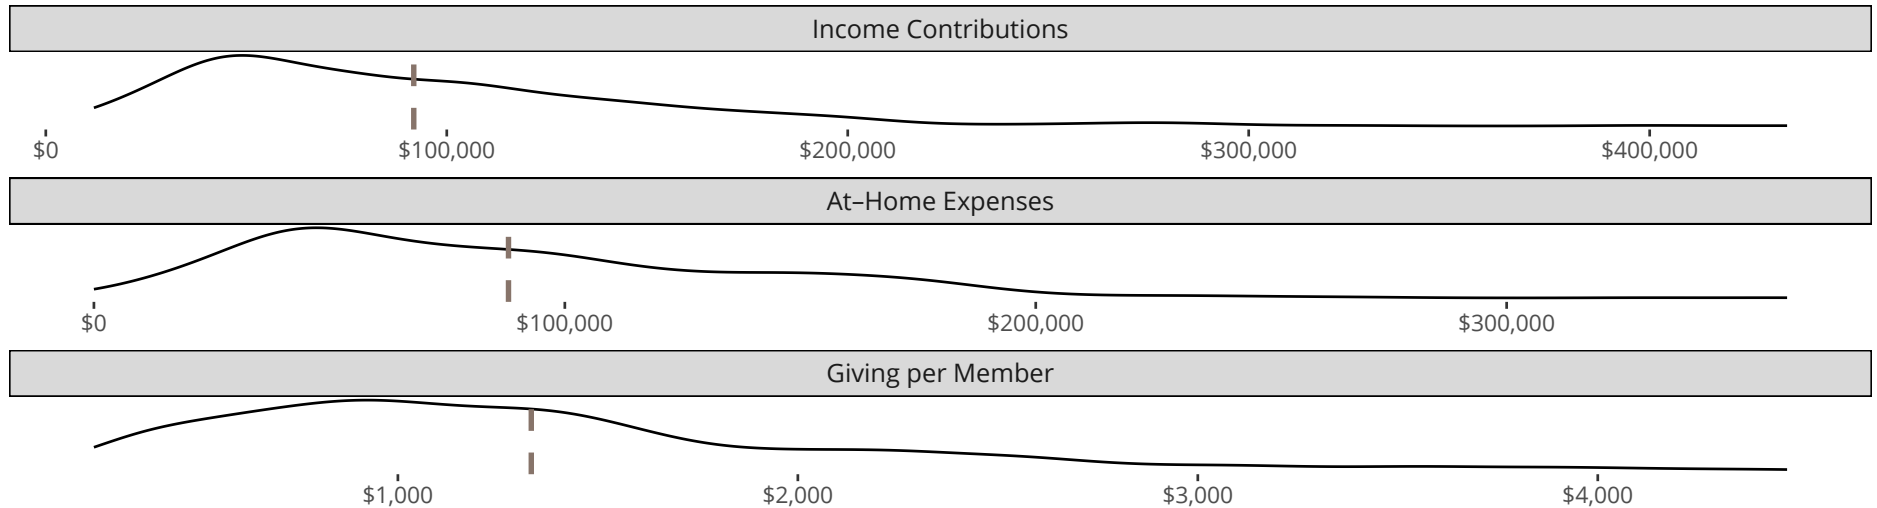 Income Contributions
$0 $100,000 $200,000 $300,000 $400,000
At–Home Expenses
$0 $100,000 $200,000 $300,000
Giving per Member
$1,000 $2,000 $3,000 $4,000